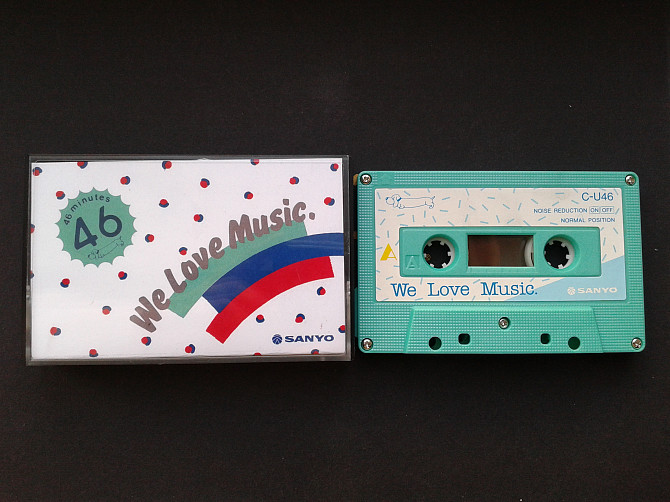 46 minutes
46
We Love Music.
SANYO
C-U46
NOISE REDUCTION ON OFF
NORMAL POSITION
A
A
We Love Music.
SANYO